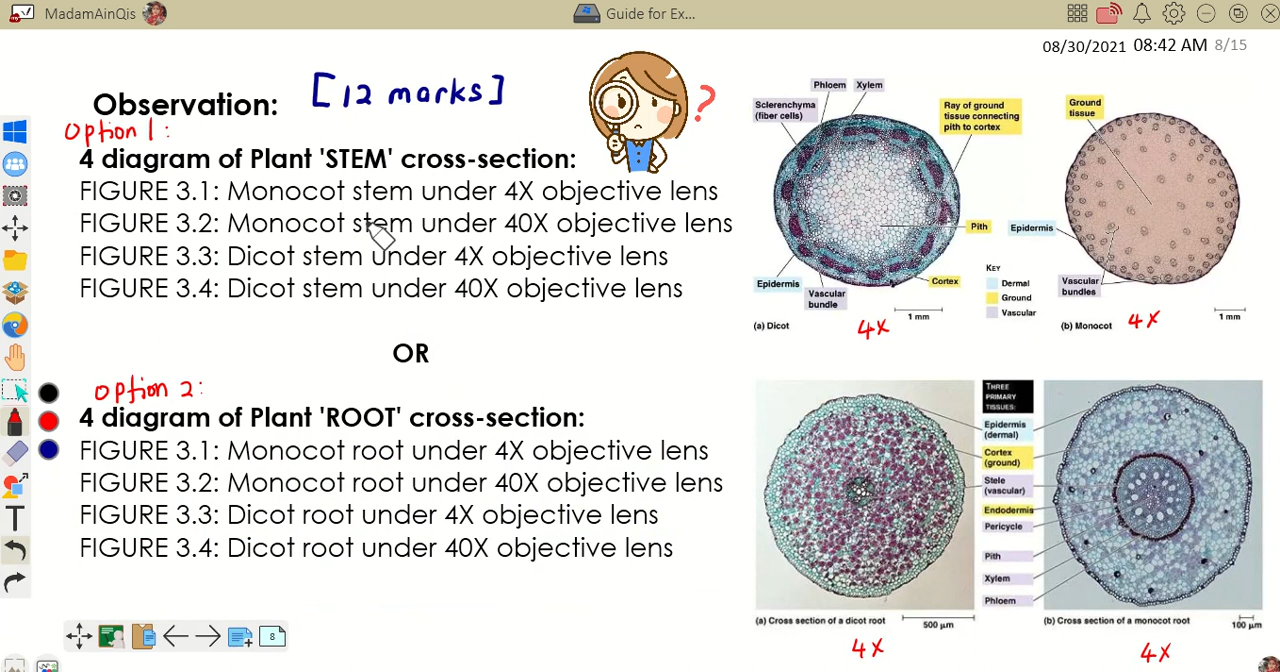 MadamAinQis
Guide for Ex...
08/30/2021 08:42 AM 8/15
Observation: [12 marks]
?
Option 1:
4 diagram of Plant 'STEM' cross-section:
FIGURE 3.1: Monocot stem under 4X objective lens
FIGURE 3.2: Monocot stem under 40X objective lens
FIGURE 3.3: Dicot stem under 4X objective lens
FIGURE 3.4: Dicot stem under 40X objective lens
OR
Option 2:
4 diagram of Plant 'ROOT' cross-section:
FIGURE 3.1: Monocot root under 4X objective lens
FIGURE 3.2: Monocot root under 40X objective lens
FIGURE 3.3: Dicot root under 4X objective lens
FIGURE 3.4: Dicot root under 40X objective lens
8
Phloem
Xylem
Sclerenchyma
(fiber cells)
Ray of ground
tissue connecting
pith to cortex
Pith
Cortex
Epidermis
Vascular
bundle
KEY
Dermal
Ground
Vascular
1 mm
(a) Dicot
4X
Ground
tissue
Epidermis
Vascular
bundles
1 mm
(b) Monocot
4X
THREE
PRIMARY
TISSUES:
Epidermis
(dermal)
Cortex
(ground)
Stele
(vascular)
Endodermis
Pericycle
Pith
Xylem
Phloem
(a) Cross section of a dicot root
500 µm
4X
(b) Cross section of a monocot root
100 µm
4X